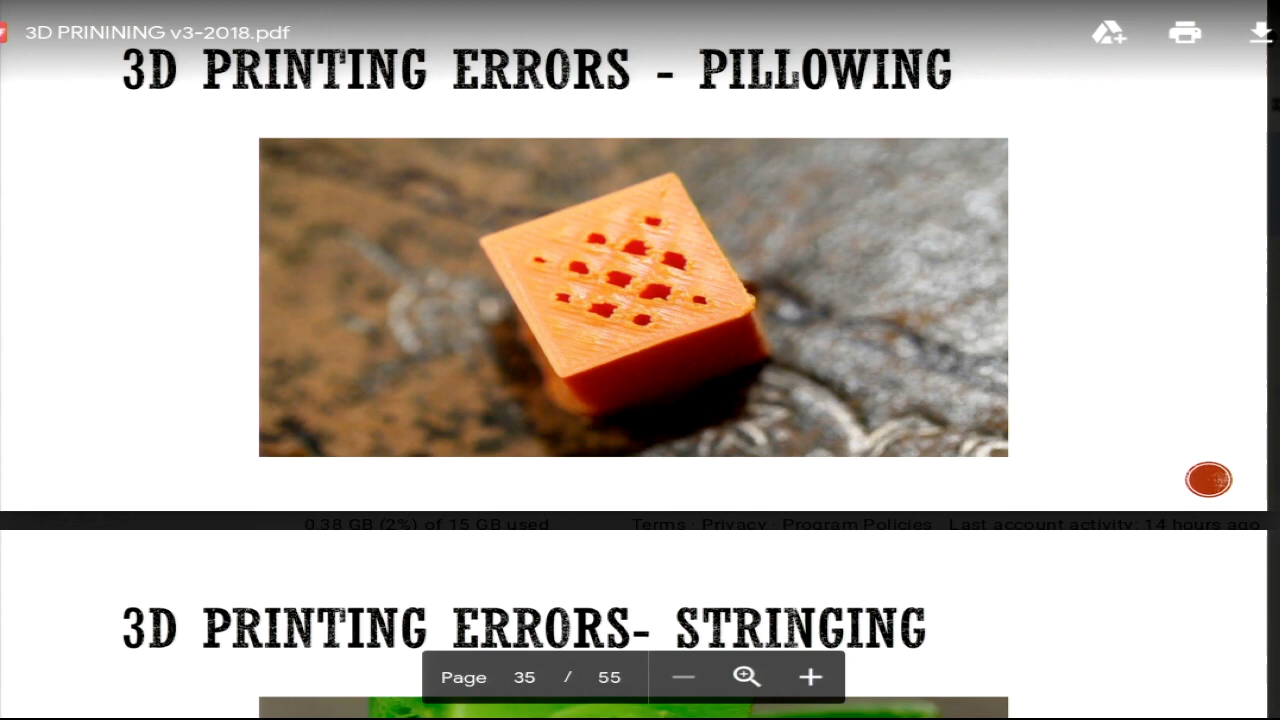 3D PRINTING v3-2018.pdf
3D PRINTING ERRORS - PILLOWING
0.38 GB (2%) of 15 GB used Terms · Privacy · Program Policies Last account activity: 14 hours ago
3D PRINTING ERRORS- STRINGING
Page 35 / 55